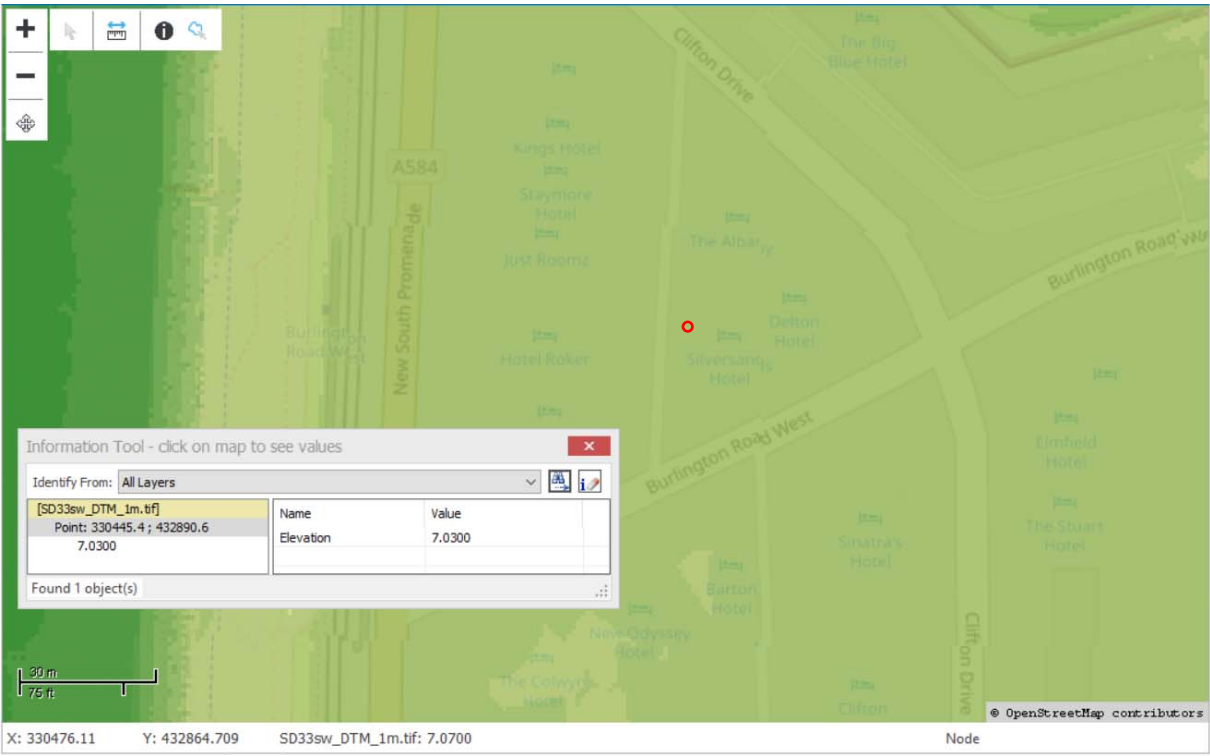 The Big
Blue Hotel
Clifton Drive
Kings Hotel
A584
Staymore
Hotel
The Albany
Just Roomz
Burlington Road We
New South Promenade
Burlington
Road West
Delton
Hotel
Hotel Roker
Silversands
Hotel
Burlington Road West
Limfield
Hotel
Information Tool - click on map to see values
Identify From: All Layers
[SD33sw_DTM_1m.tif]
Point: 330445.4 ; 432890.6
7.0300
Name Value
Elevation 7.0300
Found 1 object(s)
The Stuart
Hotel
Sinatra's
Hotel
Barton
Hotel
New Odyssey
Hotel
Clifton Drive
The Colwyn
Hotel
Clifton
30 m
75 ft
© OpenStreetMap contributors
X: 330476.11 Y: 432864.709 SD33sw_DTM_1m.tif: 7.0700 Node